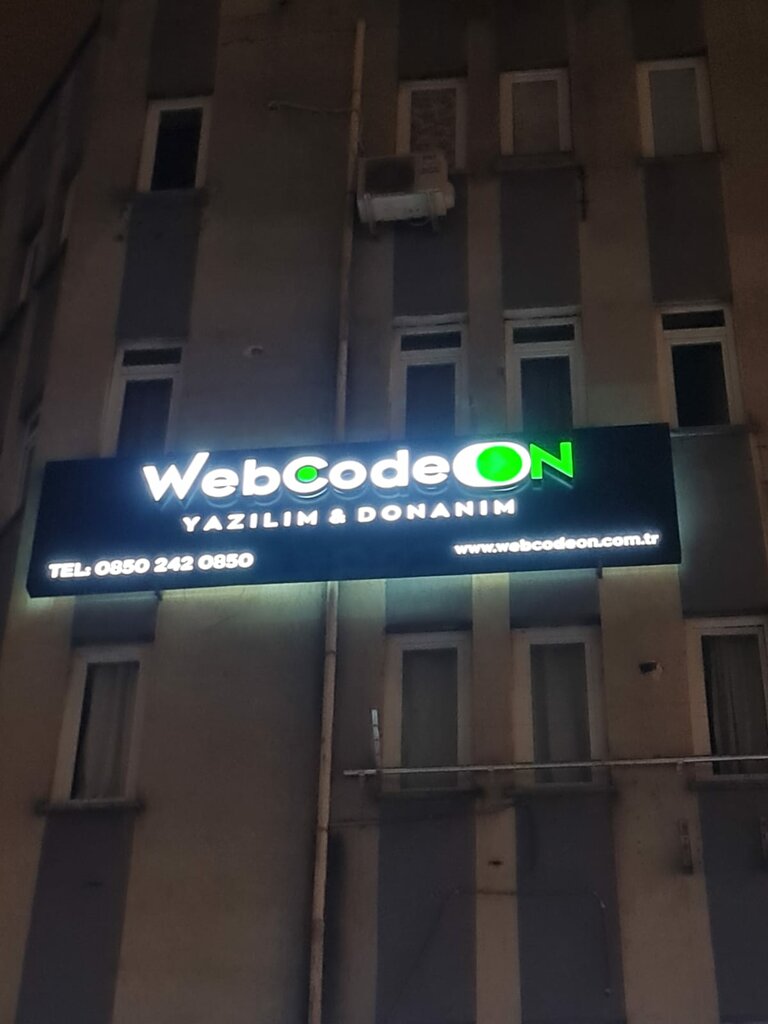 WebCodeON
YAZILIM & DONANIM
TEL: 0850 242 0850
www.webcodeon.com.tr